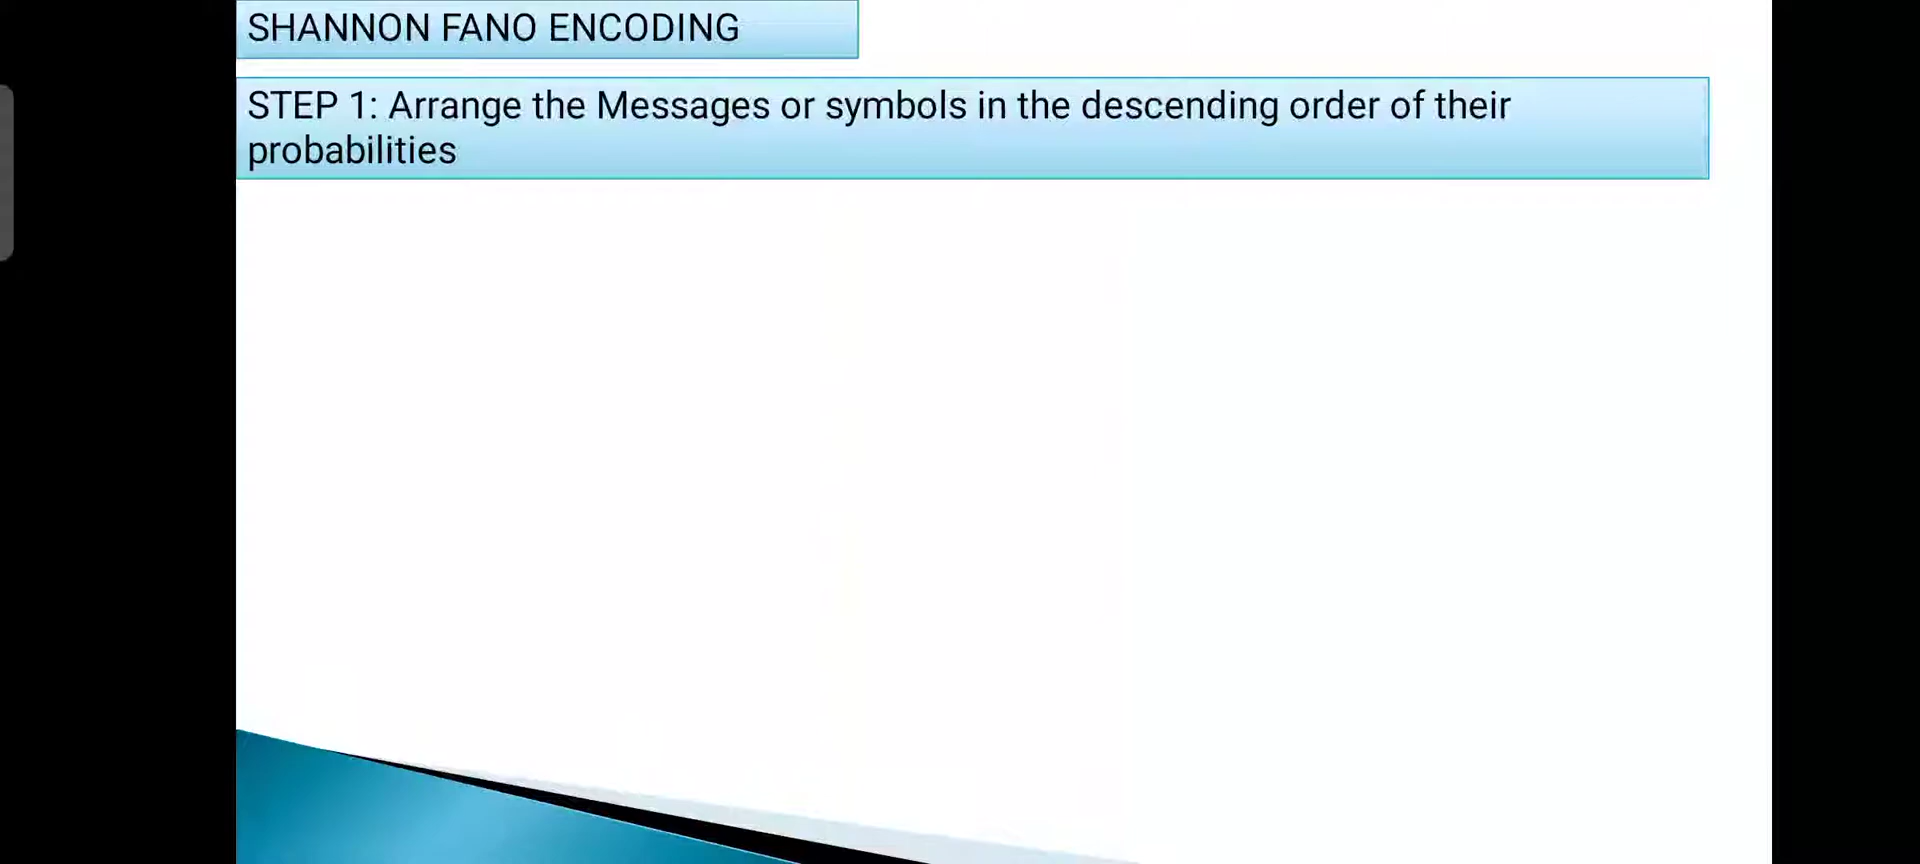 SHANNON FANO ENCODING
STEP 1: Arrange the Messages or symbols in the descending order of their
probabilities